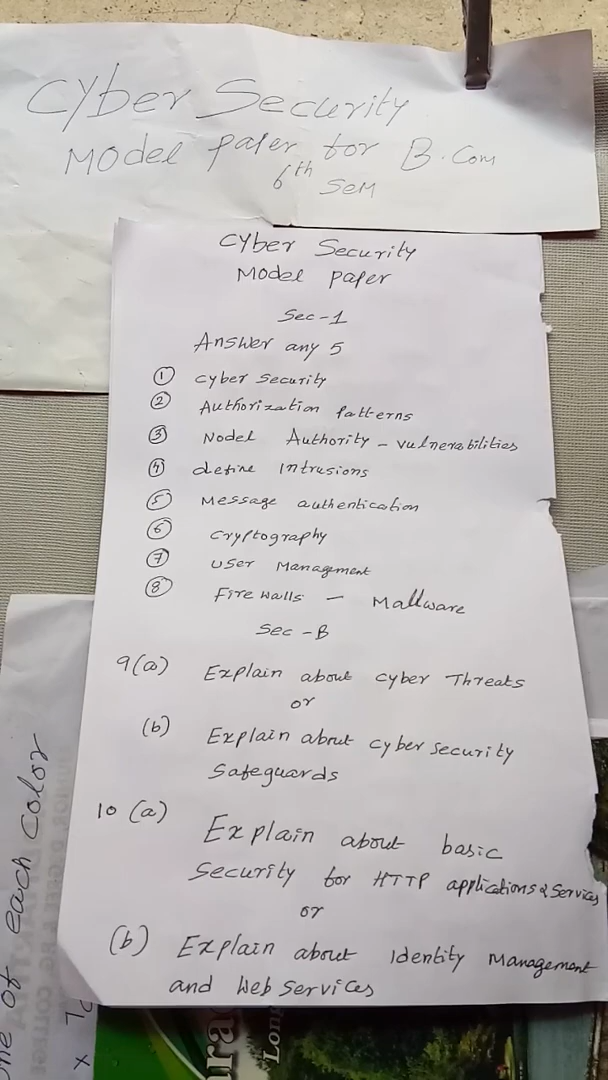 Cyber Security
Model Paper for B.Com
6th Sem
Cyber Security
Model Paper
Sec-1
Answer any 5
① Cyber Security
② Authorization Patterns
③ Nodel Authority - vulnerabilities
④ define Intrusions
⑤ Message authentication
⑥ Cryptography
⑦ User Management
⑧ Fire walls - Mallware
Sec-B
9(a) Explain about Cyber Threats
or
(b) Explain about cyber security
Safeguards
10 (a) Explain about basic
Security for HTTP applications & Services
or
(b) Explain about Identity Management
and Web Services
one of each color